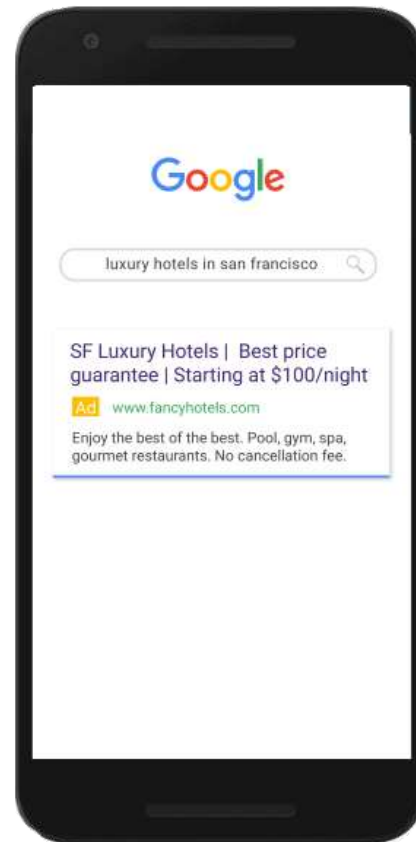 Google
luxury hotels in san francisco
SF Luxury Hotels | Best price
guarantee | Starting at $100/night
Ad www.fancyhotels.com
Enjoy the best of the best. Pool, gym, spa,
gourmet restaurants. No cancellation fee.